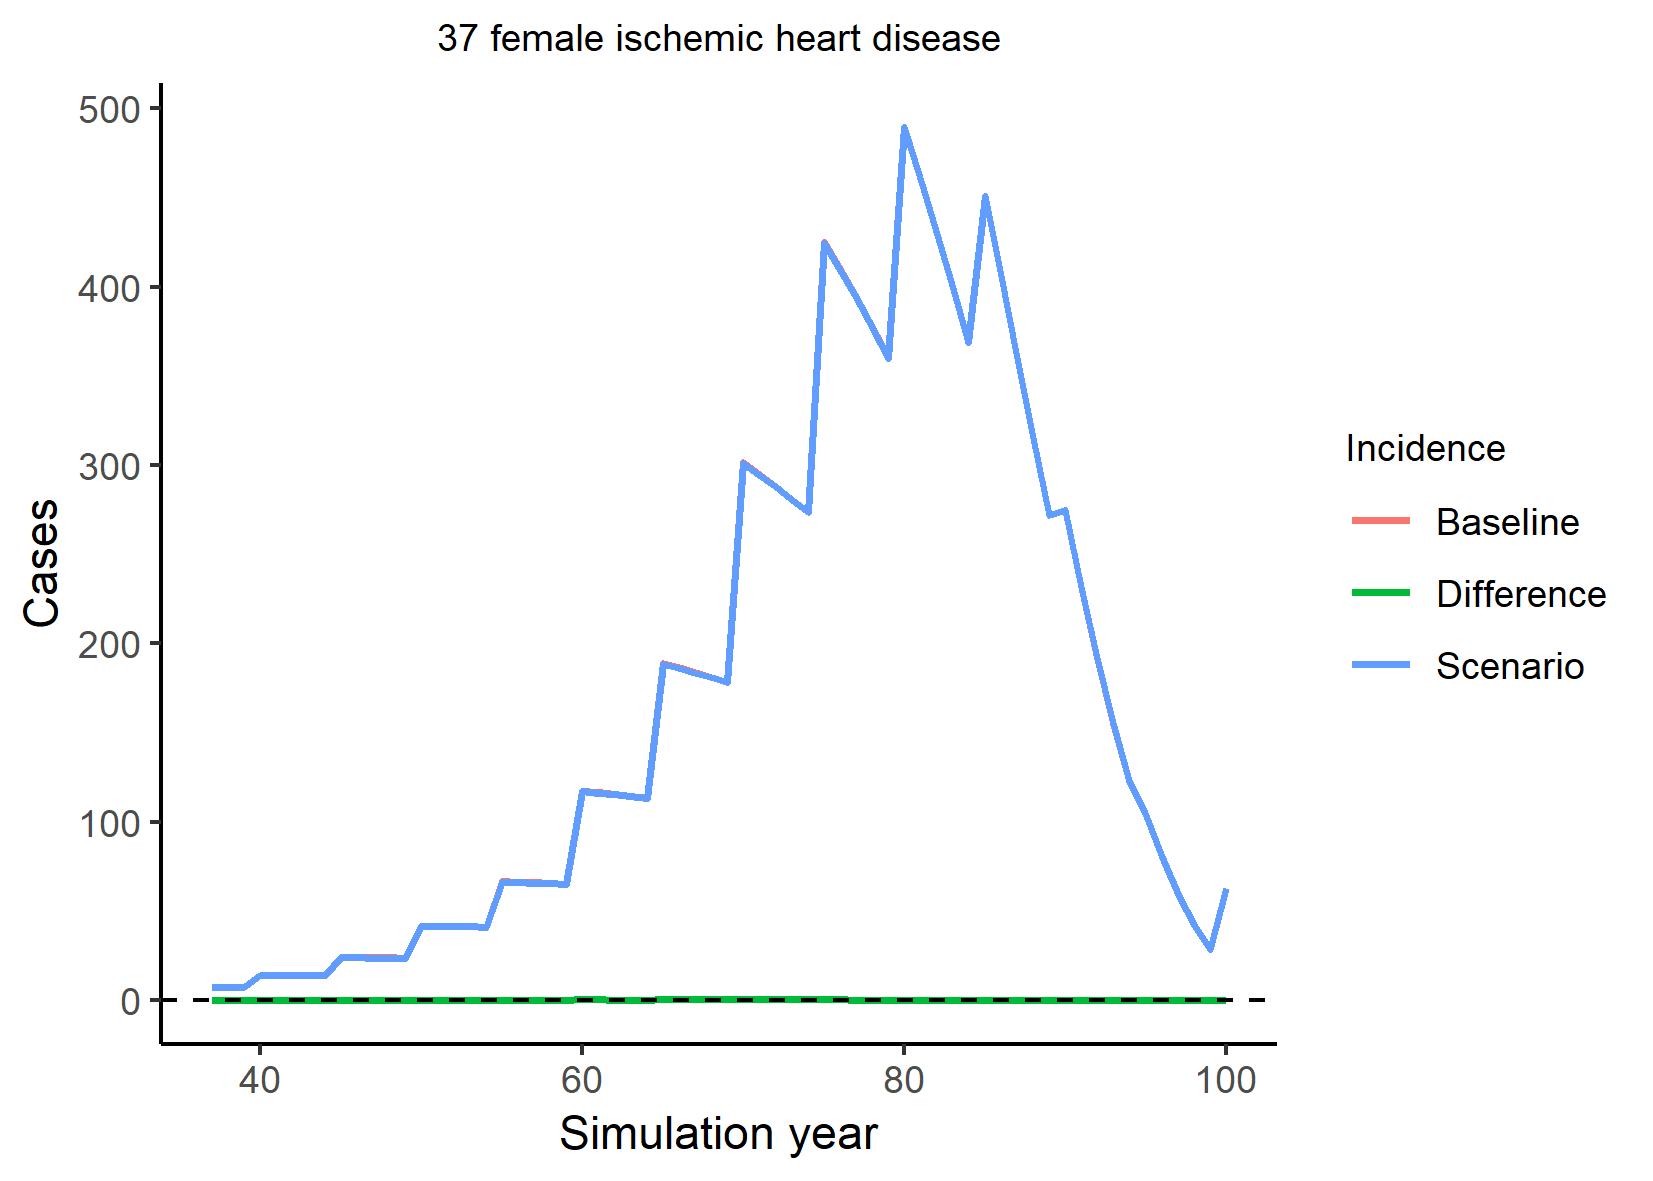 37 female ischemic heart disease
500
400
300
200
100
0
Cases
40 60 80 100
Simulation year
Incidence
Baseline
Difference
Scenario